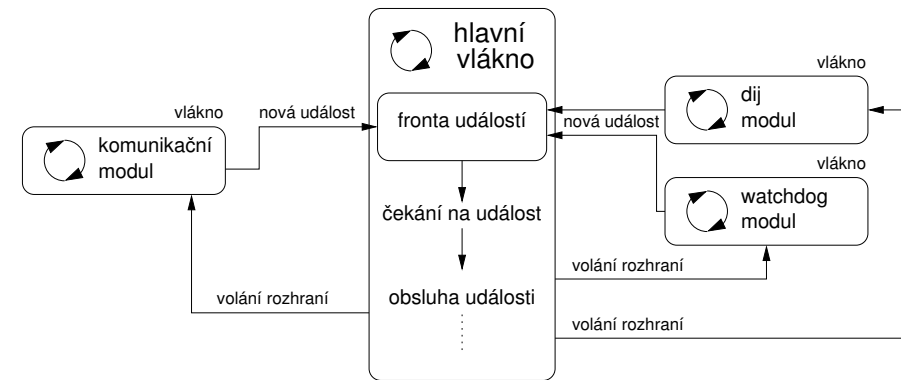 hlavní
vlákno
vlákno
dij
modul
vlákno
nová událost
fronta událostí
nová událost
komunikační
modul
vlákno
watchdog
modul
čekání na událost
volání rozhraní
obsluha události
volání rozhraní
volání rozhraní